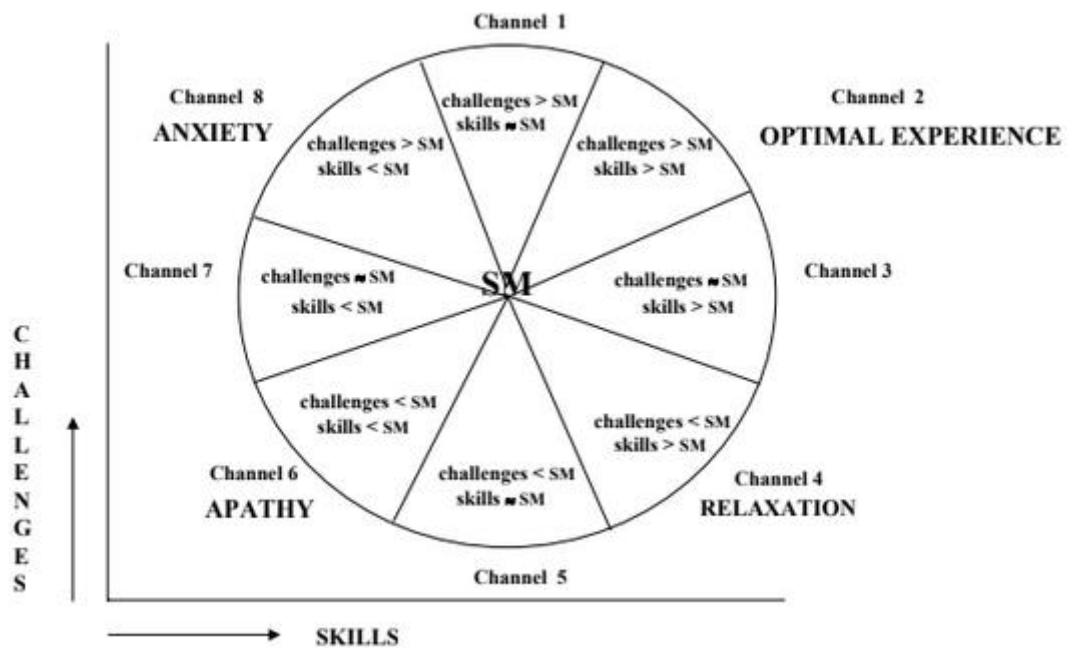 Channel 1
Channel 8
ANXIETY
challenges > SM
skills ≈ SM
Channel 2
OPTIMAL EXPERIENCE
challenges > SM
skills < SM
challenges > SM
skills > SM
Channel 7
challenges ≈ SM
skills < SM
SM
challenges ≈ SM
skills > SM
Channel 3
challenges < SM
skills < SM
challenges < SM
skills > SM
Channel 6
APATHY
challenges < SM
skills ≈ SM
Channel 4
RELAXATION
Channel 5
CHALLENGES
SKILLS